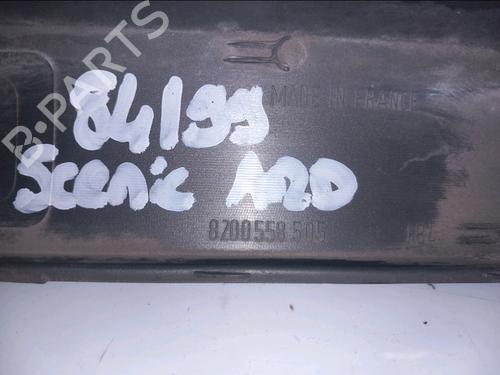 B-PARTS
MADE IN FRANCE
84199
Scenic ARD
8200558505